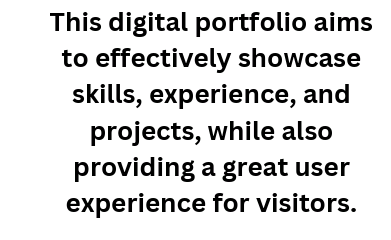 This digital portfolio aims
to effectively showcase
skills, experience, and
projects, while also
providing a great user
experience for visitors.